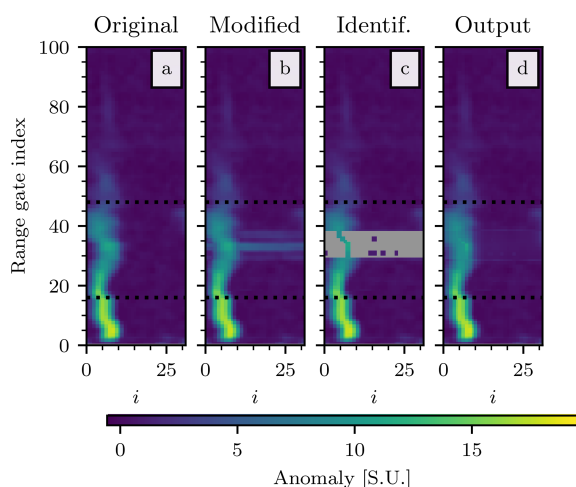 Original Modified Identif. Output
a b c d
100
80
60
40
20
0
Range gate index
0 25 0 25 0 25 0 25
i i i i
0 5 10 15
Anomaly [S.U.]